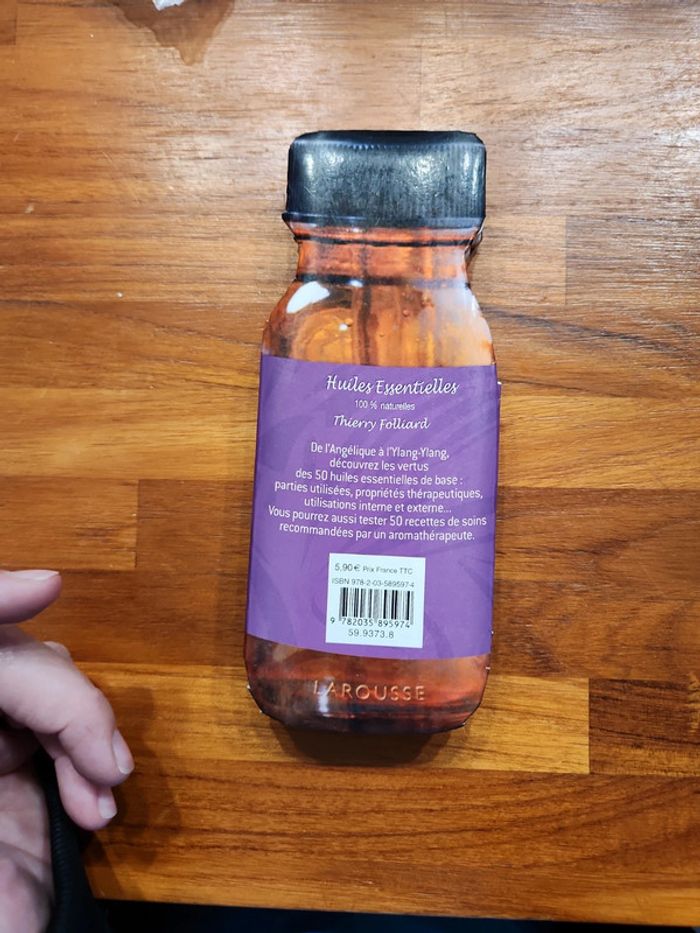 Huiles Essentielles
100 % naturelles
Thierry Folliard
De l'Angélique à l'Ylang-Ylang,
découvrez les vertus
des 50 huiles essentielles de base :
parties utilisées, propriétés thérapeutiques,
utilisations interne et externe...
Vous pourrez aussi tester 50 recettes de soins
recommandées par un aromathérapeute.
5,90 € Prix France TTC
ISBN 978-2-03-589597-4
9 782035 895974
59.9373.8
LAROUSSE